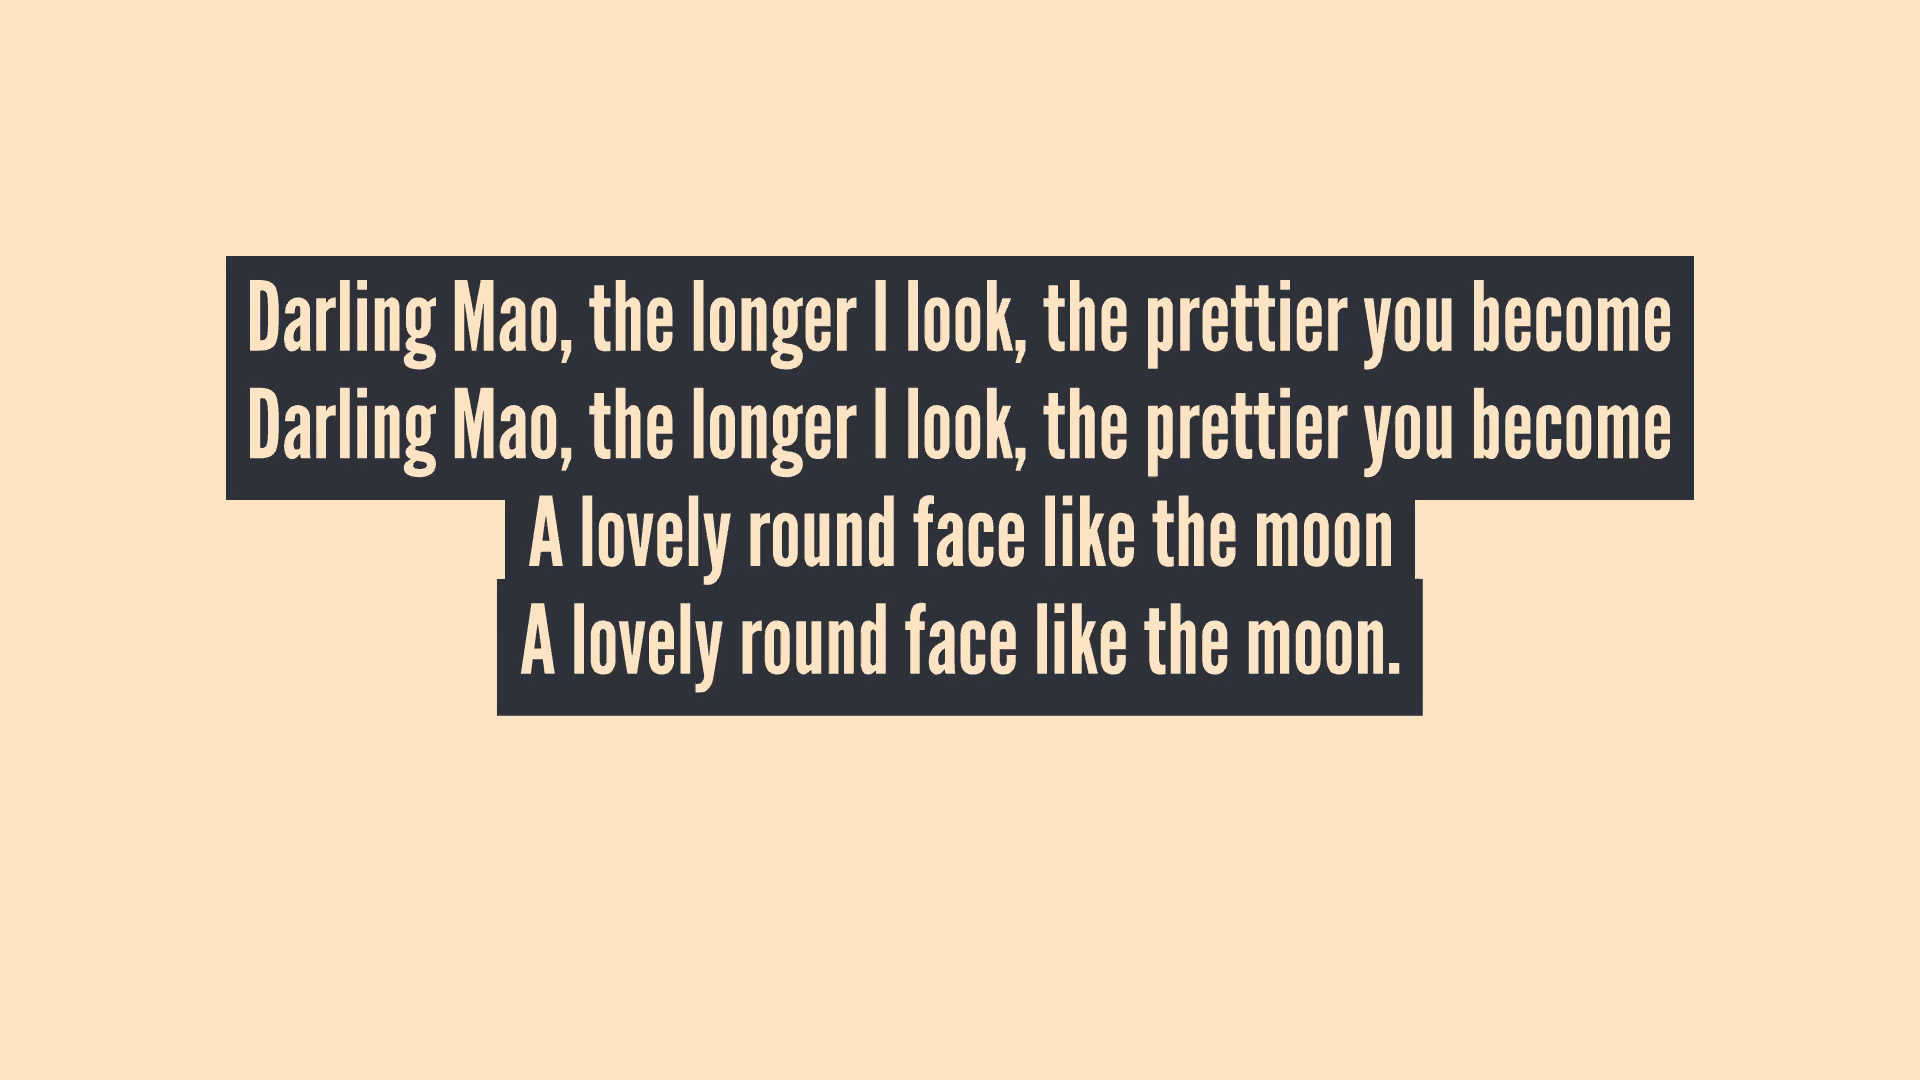 Darling Mao, the longer I look, the prettier you become
Darling Mao, the longer I look, the prettier you become
A lovely round face like the moon
A lovely round face like the moon.